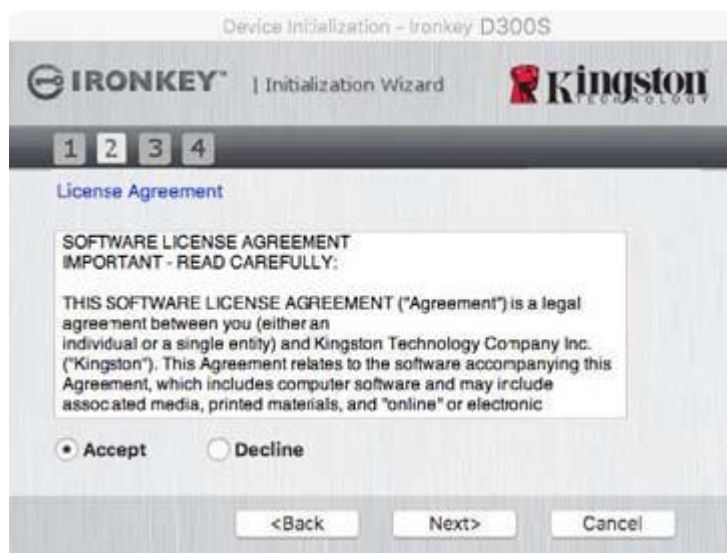 Device Initialization - Ironkey D300S
IRONKEY™ | Initialization Wizard Kingston
TECHNOLOGY
1 2 3 4
License Agreement
SOFTWARE LICENSE AGREEMENT
IMPORTANT - READ CAREFULLY:
THIS SOFTWARE LICENSE AGREEMENT ("Agreement") is a legal
agreement between you (either an
individual or a single entity) and Kingston Technology Company Inc.
("Kingston"). This Agreement relates to the software accompanying this
Agreement, which includes computer software and may include
associated media, printed materials, and "online" or electronic
Accept Decline
<Back Next> Cancel